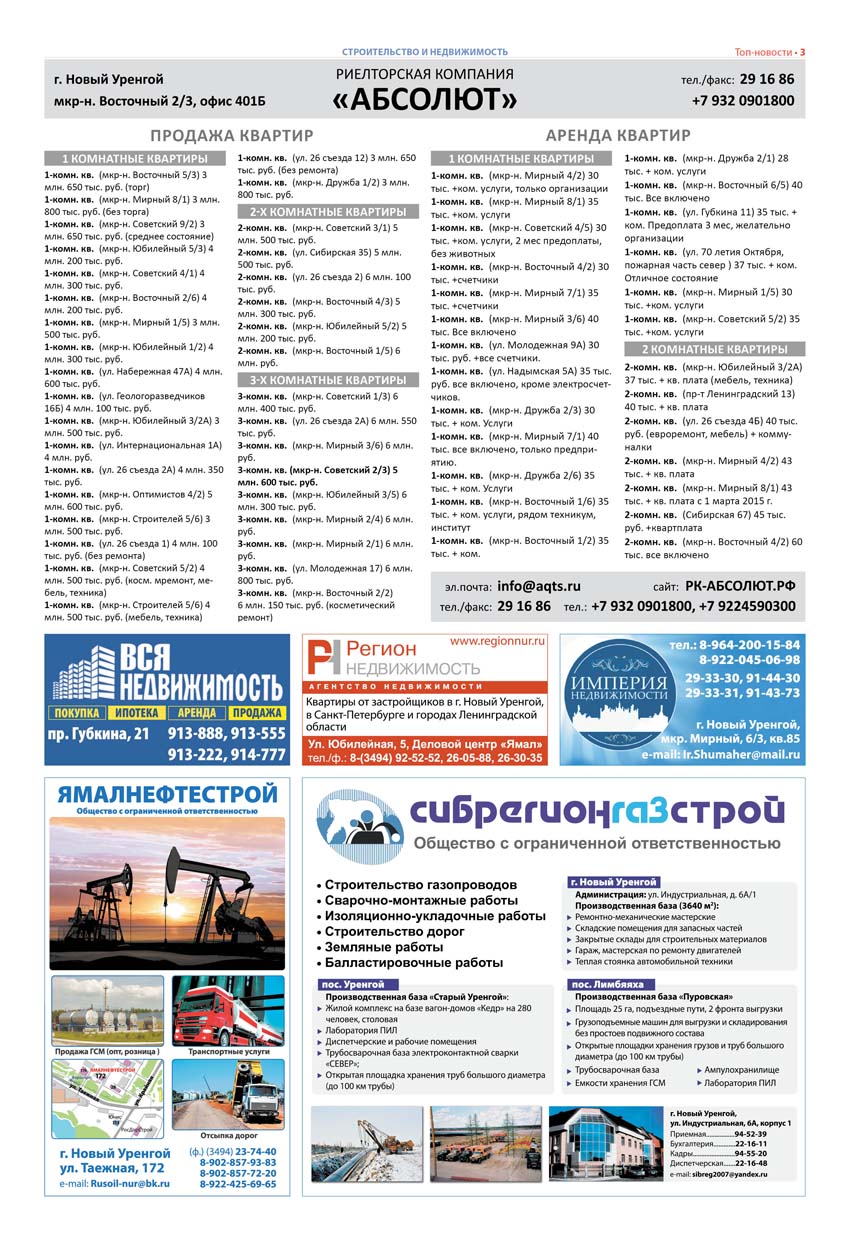 СТРОИТЕЛЬСТВО И НЕДВИЖИМОСТЬ
Топ-новости • 3
г. Новый Уренгой
мкр-н. Восточный 2/3, офис 401Б
РИЕЛТОРСКАЯ КОМПАНИЯ
«АБСОЛЮТ»
тел./факс: 29 16 86
+7 932 0901800
ПРОДАЖА КВАРТИР
1 КОМНАТНЫЕ КВАРТИРЫ
1-комн. кв. (мкр-н. Восточный 5/3) 3
млн. 650 тыс. руб. (торг)
1-комн. кв. (мкр-н. Мирный 8/1) 3 млн.
800 тыс. руб. (без торга)
1-комн. кв. (мкр-н. Советский 9/2) 3
млн. 650 тыс. руб. (среднее состояние)
1-комн. кв. (мкр-н. Юбилейный 5/3) 4
млн. 200 тыс. руб.
1-комн. кв. (мкр-н. Советский 4/1) 4
млн. 300 тыс. руб.
1-комн. кв. (мкр-н. Восточный 2/6) 4
млн. 200 тыс. руб.
1-комн. кв. (мкр-н. Мирный 1/5) 3 млн.
500 тыс. руб.
1-комн. кв. (мкр-н. Юбилейный 1/2) 4
млн. 300 тыс. руб.
1-комн. кв. (ул. Набережная 47А) 4 млн.
600 тыс. руб.
1-комн. кв. (ул. Геологоразведчиков
16Б) 4 млн. 100 тыс. руб.
1-комн. кв. (мкр-н. Юбилейный 3/2А) 3
млн. 500 тыс. руб.
1-комн. кв. (ул. Интернациональная 1А)
4 млн. руб.
1-комн. кв. (ул. 26 съезда 2А) 4 млн. 350
тыс. руб.
1-комн. кв. (мкр-н. Оптимистов 4/2) 5
млн. 600 тыс. руб.
1-комн. кв. (мкр-н. Строителей 5/6) 3
млн. 500 тыс. руб.
1-комн. кв. (ул. 26 съезда 1) 4 млн. 100
тыс. руб. (без ремонта)
1-комн. кв. (мкр-н. Советский 5/2) 4
млн. 500 тыс. руб. (косм. мремонт, ме-
бель, техника)
1-комн. кв. (мкр-н. Строителей 5/6) 4
млн. 500 тыс. руб. (мебель, техника)
1-комн. кв. (ул. 26 съезда 12) 3 млн. 650
тыс. руб. (без ремонта)
1-комн. кв. (мкр-н. Дружба 1/2) 3 млн.
800 тыс. руб.
2-Х КОМНАТНЫЕ КВАРТИРЫ
2-комн. кв. (мкр-н. Советский 3/1) 5
млн. 500 тыс. руб.
2-комн. кв. (ул. Сибирская 35) 5 млн.
500 тыс. руб.
2-комн. кв. (ул. 26 съезда 2) 6 млн. 100
тыс. руб.
2-комн. кв. (мкр-н. Восточный 4/3) 5
млн. 300 тыс. руб.
2-комн. кв. (мкр-н. Юбилейный 5/2) 5
млн. 200 тыс. руб.
2-комн. кв. (мкр-н. Восточный 1/5) 6
млн. руб.
3-Х КОМНАТНЫЕ КВАРТИРЫ
3-комн. кв. (мкр-н. Советский 1/3) 6
млн. 400 тыс. руб.
3-комн. кв. (ул. 26 съезда 2А) 6 млн. 550
тыс. руб.
3-комн. кв. (мкр-н. Мирный 3/6) 6 млн.
руб.
3-комн. кв. (мкр-н. Советский 2/3) 5
млн. 600 тыс. руб.
3-комн. кв. (мкр-н. Юбилейный 3/5) 6
млн. 300 тыс. руб.
3-комн. кв. (мкр-н. Мирный 2/4) 6 млн.
руб.
3-комн. кв. (мкр-н. Мирный 2/1) 6 млн.
руб.
3-комн. кв. (ул. Молодежная 17) 6 млн.
800 тыс. руб.
3-комн. кв. (мкр-н. Восточный 2/2)
6 млн. 150 тыс. руб. (косметический
ремонт)
АРЕНДА КВАРТИР
1 КОМНАТНЫЕ КВАРТИРЫ
1-комн. кв. (мкр-н. Мирный 4/2) 30
тыс. +ком. услуги, только организации
1-комн. кв. (мкр-н. Мирный 8/1) 35
тыс. +ком. услуги
1-комн. кв. (мкр-н. Советский 4/5) 30
тыс. +ком. услуги, 2 мес предоплаты,
без животных
1-комн. кв. (мкр-н. Восточный 4/2) 30
тыс. +счетчики
1-комн. кв. (мкр-н. Мирный 7/1) 35
тыс. +счетчики
1-комн. кв. (мкр-н. Мирный 3/6) 40
тыс. Все включено
1-комн. кв. (ул. Молодежная 9А) 30
тыс. руб. +все счетчики.
1-комн. кв. (ул. Надымская 5А) 35 тыс.
руб. все включено, кроме электросчет-
чиков.
1-комн. кв. (мкр-н. Дружба 2/3) 30
тыс. + ком. Услуги
1-комн. кв. (мкр-н. Мирный 7/1) 40
тыс. все включено, только предпри-
ятию.
1-комн. кв. (мкр-н. Дружба 2/6) 35
тыс. + ком. Услуги
1-комн. кв. (мкр-н. Восточный 1/6) 35
тыс. + ком. услуги, рядом техникум,
институт
1-комн. кв. (мкр-н. Восточный 1/2) 35
тыс. + ком.
1-комн. кв. (мкр-н. Дружба 2/1) 28
тыс. + ком. услуги
1-комн. кв. (мкр-н. Восточный 6/5) 40
тыс. Все включено
1-комн. кв. (ул. Губкина 11) 35 тыс. +
ком. Предоплата 3 мес, желательно
организации
1-комн. кв. (ул. 70 летия Октября,
пожарная часть север ) 37 тыс. + ком.
Отличное состояние
1-комн. кв. (мкр-н. Мирный 1/5) 30
тыс. +ком. услуги
1-комн. кв. (мкр-н. Советский 5/2) 35
тыс. +ком. услуги
2 КОМНАТНЫЕ КВАРТИРЫ
2-комн. кв. (мкр-н. Юбилейный 3/2А)
37 тыс. + кв. плата (мебель, техника)
2-комн. кв. (пр-т Ленинградский 13)
40 тыс. + кв. плата
2-комн. кв. (ул. 26 съезда 4Б) 40 тыс.
руб. (евроремонт, мебель) + комму-
налки
2-комн. кв. (мкр-н. Мирный 4/2) 43
тыс. + кв. плата
2-комн. кв. (мкр-н. Мирный 8/1) 43
тыс. + кв. плата с 1 марта 2015 г.
2-комн. кв. (Сибирская 67) 45 тыс.
руб. +квартплата
2-комн. кв. (мкр-н. Восточный 4/2) 60
тыс. все включено
эл.почта: info@aqts.ru сайт: РК-АБСОЛЮТ.РФ
тел./факс: 29 16 86 тел.: +7 932 0901800, +7 9224590300
ВСЯ
НЕДВИЖИМОСТЬ
ПОКУПКА ИПОТЕКА АРЕНДА ПРОДАЖА
пр. Губкина, 21 913-888, 913-555
913-222, 914-777
www.regionnur.ru
РН Регион
НЕДВИЖИМОСТЬ
АГЕНТСТВО НЕДВИЖИМОСТИ
Квартиры от застройщиков в г. Новый Уренгой,
в Санкт-Петербурге и городах Ленинградской
области
Ул. Юбилейная, 5, Деловой центр «Ямал»
тел./ф.: 8-(3494) 92-52-52, 26-05-88, 26-30-35
ИМПЕРИЯ
НЕДВИЖИМОСТИ
тел.: 8-964-200-15-84
8-922-045-06-98
29-33-30, 91-44-30
29-33-31, 91-43-73
г. Новый Уренгой,
мкр. Мирный, 6/3, кв.85
e-mail: Ir.Shumaher@mail.ru
ЯМАЛНЕФТЕСТРОЙ
Общество с ограниченной ответственностью
Продажа ГСМ (опт, розница )
Транспортные услуги
ЯМАЛНЕФТЕСТРОЙ
172
ул. Таежная
Юнис
РосДорСтрой
Отсыпка дорог
г. Новый Уренгой
ул. Таежная, 172
e-mail: Rusoil-nur@bk.ru
(ф.) (3494) 23-74-40
8-902-857-93-83
8-902-857-72-20
8-922-425-69-65
сибрегионгазстрой
Общество с ограниченной ответственностью
• Строительство газопроводов
• Сварочно-монтажные работы
• Изоляционно-укладочные работы
• Строительство дорог
• Земляные работы
• Балластировочные работы
г. Новый Уренгой
Администрация: ул. Индустриальная, д. 6А/1
Производственная база (3640 м²):
Ремонтно-механические мастерские
Складские помещения для запасных частей
Закрытые склады для строительных материалов
Гараж, мастерская по ремонту двигателей
Теплая стоянка автомобильной техники
пос. Уренгой
Производственная база «Старый Уренгой»:
Жилой комплекс на базе вагон-домов «Кедр» на 280
человек, столовая
Лаборатория ПИЛ
Диспетчерские и рабочие помещения
Трубосварочная база электроконтактной сварки
«СЕВЕР»;
Открытая площадка хранения труб большого диаметра
(до 100 км трубы)
пос. Лимбяяха
Производственная база «Пуровская»
Площадь 25 га, подъездные пути, 2 фронта выгрузки
Грузоподъемные машин для выгрузки и складирования
без простоев подвижного состава
Открытые площадки хранения грузов и труб большого
диаметра (до 100 км трубы)
Трубосварочная база
Ампулохранилище
Емкости хранения ГСМ
Лаборатория ПИЛ
г. Новый Уренгой,
ул. Индустриальная, 6А, корпус 1
Приемная............94-52-39
Бухгалтерия.........22-16-11
Кадры.................94-55-20
Диспетчерская......22-16-48
e-mail: sibreg2007@yandex.ru